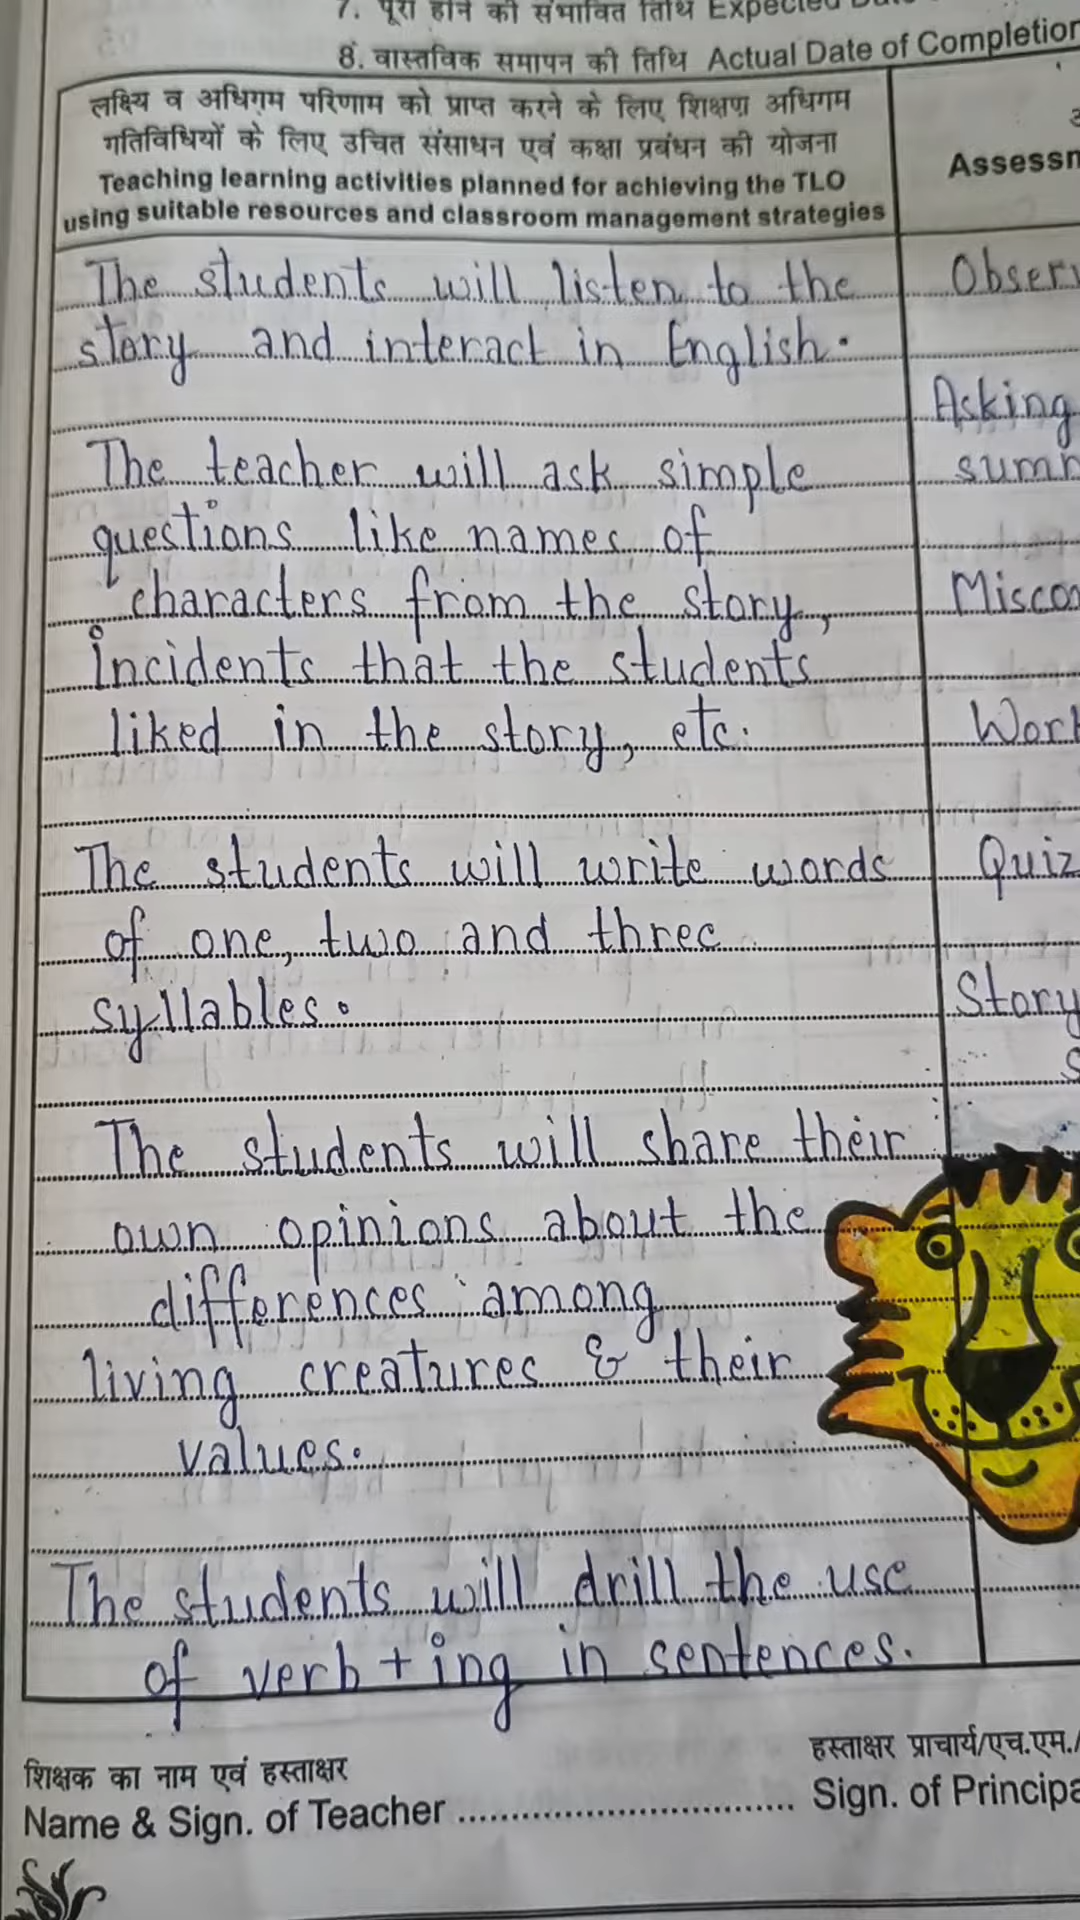 7. पूरा होने की संभावित तिथि Expected
8. वास्तविक समापन की तिथि Actual Date of Completion
लक्ष्यि व अधिगम परिणाम को प्राप्त करने के लिए शिक्षण अधिगम
गतिविधियों के लिए उचित संसाधन एवं कक्षा प्रबंधन की योजना
Teaching learning activities planned for achieving the TLO
using suitable resources and classroom management strategies
The students will listen to the
story and interact in English.
The teacher will ask simple
questions like names of
characters from the story,
incidents that the students
liked in the story, etc.
The students will write words
of one, two and three
syllables.
The students will share their
own opinions about the
differences among
living creatures & their
values.
The students will drill the use
of verb + ing in sentences.
Asking
Quiz
Story
शिक्षक का नाम एवं हस्ताक्षर
Name & Sign. of Teacher ..............................
हस्ताक्षर प्राचार्य/एच.एम./
Sign. of